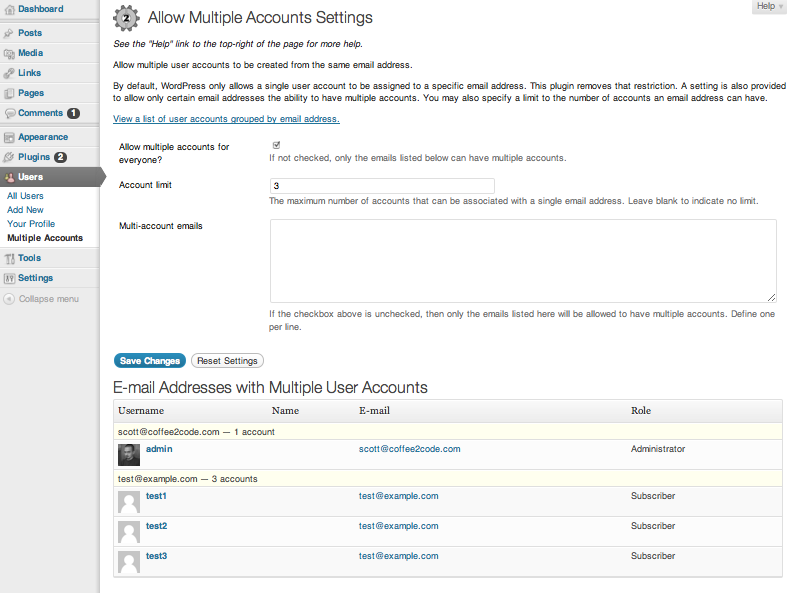 Dashboard
Posts
Media
Links
Pages
Comments 1
Appearance
Plugins 2
Users
All Users
Add New
Your Profile
Multiple Accounts
Tools
Settings
Collapse menu
Help
2
Allow Multiple Accounts Settings
See the "Help" link to the top-right of the page for more help.
Allow multiple user accounts to be created from the same email address.
By default, WordPress only allows a single user account to be assigned to a specific email address. This plugin removes that restriction. A setting is also provided
to allow only certain email addresses the ability to have multiple accounts. You may also specify a limit to the number of accounts an email address can have.
View a list of user accounts grouped by email address.
Allow multiple accounts for
everyone?
If not checked, only the emails listed below can have multiple accounts.
Account limit
3
The maximum number of accounts that can be associated with a single email address. Leave blank to indicate no limit.
Multi-account emails
If the checkbox above is unchecked, then only the emails listed here will be allowed to have multiple accounts. Define one
per line.
Save Changes Reset Settings
E-mail Addresses with Multiple User Accounts
Username Name E-mail Role
scott@coffee2code.com — 1 account
admin scott@coffee2code.com Administrator
test@example.com — 3 accounts
test1 test@example.com Subscriber
test2 test@example.com Subscriber
test3 test@example.com Subscriber